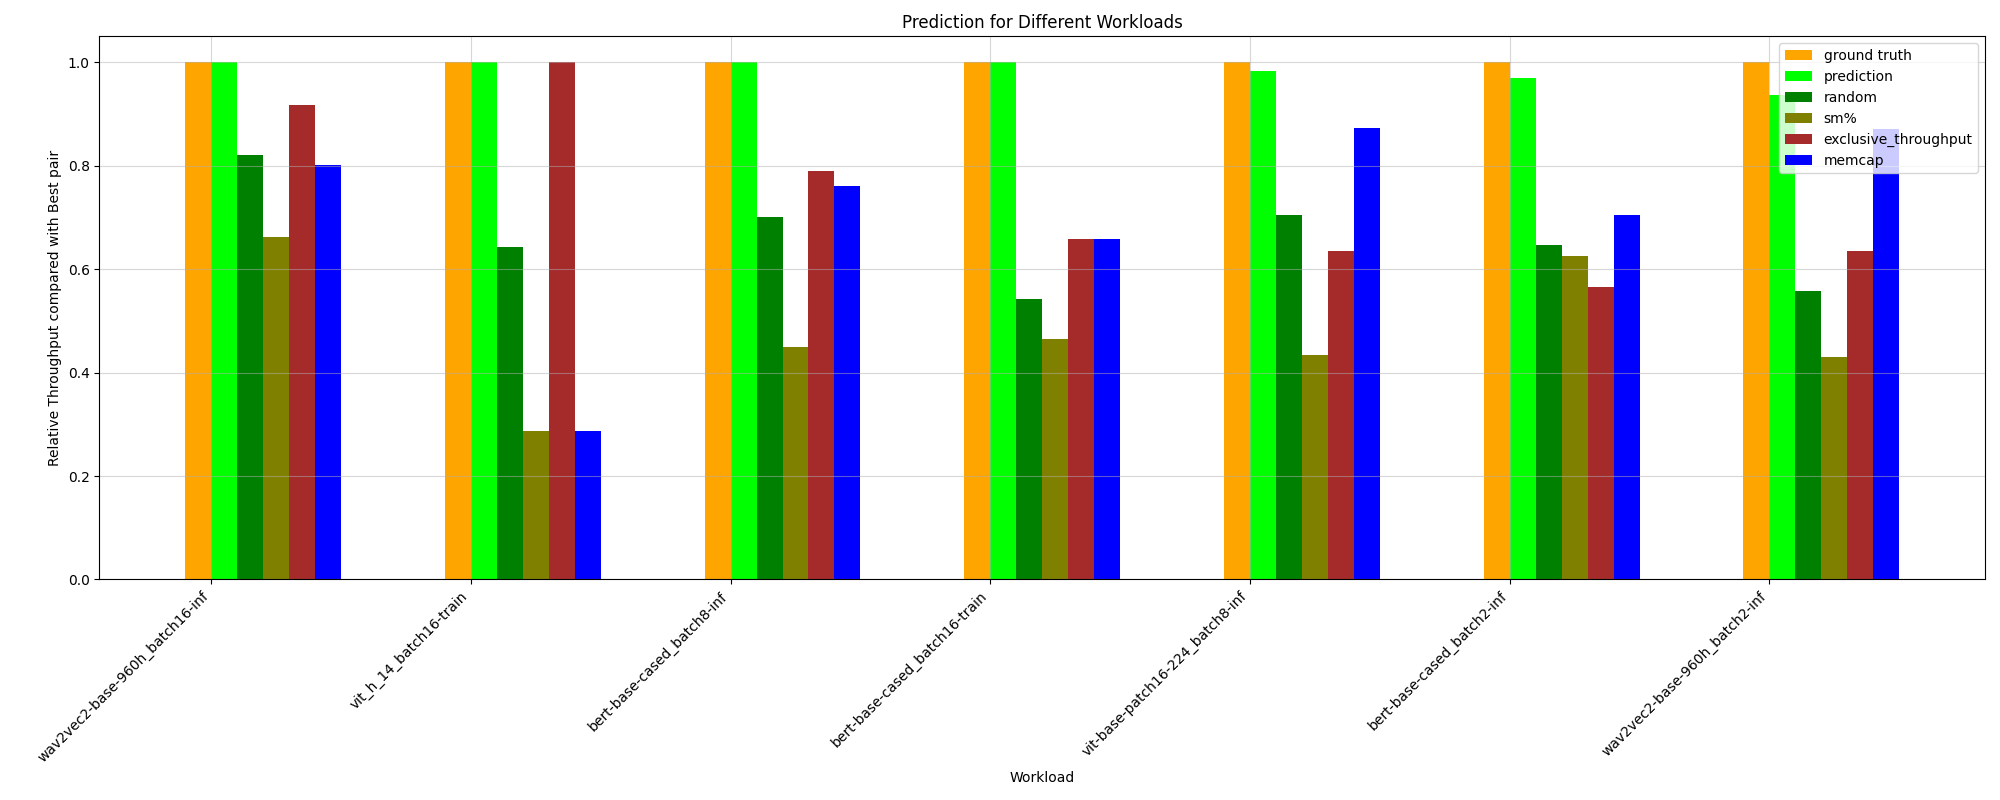 Prediction for Different Workloads
Relative Throughput compared with Best pair
1.0
0.8
0.6
0.4
0.2
0.0
ground truth
prediction
random
sm%
exclusive_throughput
memcap
wav2vec2-base-960h_batch16-inf
vit_h_14_batch16-train
bert-base-cased_batch8-inf
bert-base-cased_batch16-train
vit-base-patch16-224_batch8-inf
bert-base-cased_batch2-inf
wav2vec2-base-960h_batch2-inf
Workload